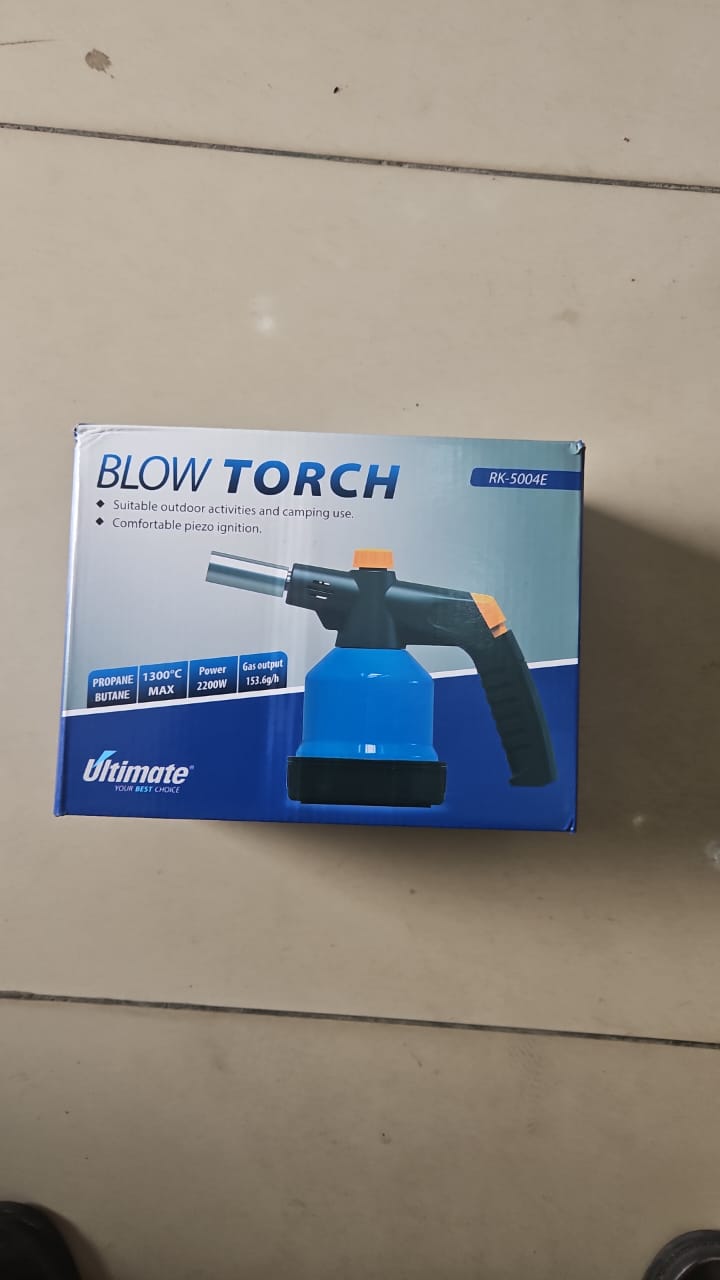 BLOW TORCH
RK-5004E
◆ Suitable outdoor activities and camping use.
◆ Comfortable piezo ignition.
PROPANE
BUTANE
1300°C
MAX
Power
2200W
Gas output
153.6g/h
Ultimate®
YOUR BEST CHOICE